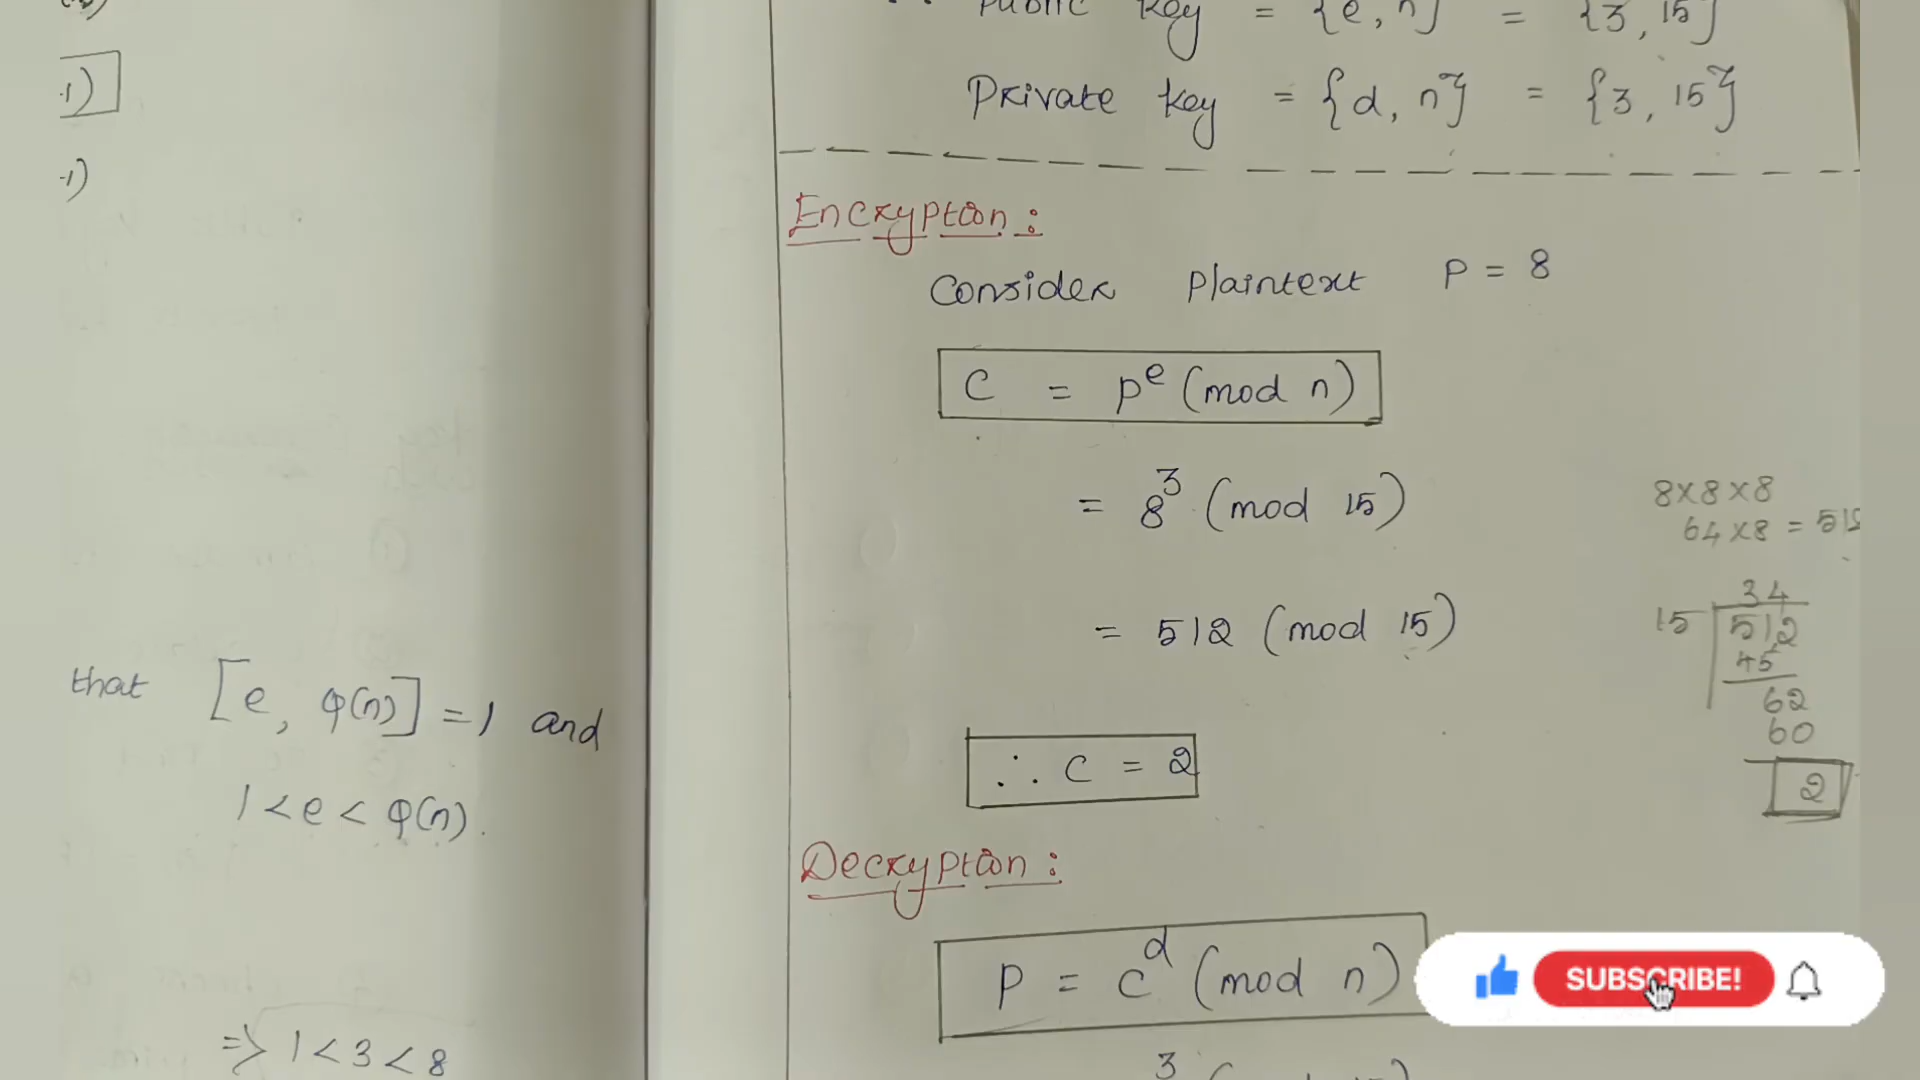 -1)
-1)
that [e, φ(n)] = 1 and
1 < e < φ(n).
=> 1 < 3 < 8
Public key = {e, n} = {3, 15}
Private key = {d, n} = {3, 15}
Encryption :
Consider Plaintext P = 8
C = P^e (mod n)
= 8^3 (mod 15)
= 512 (mod 15)
∴ C = 2
8×8×8
64×8 = 512
34
15 512
45
62
60
2
Decryption :
P = C^d (mod n)
SUBSCRIBE!